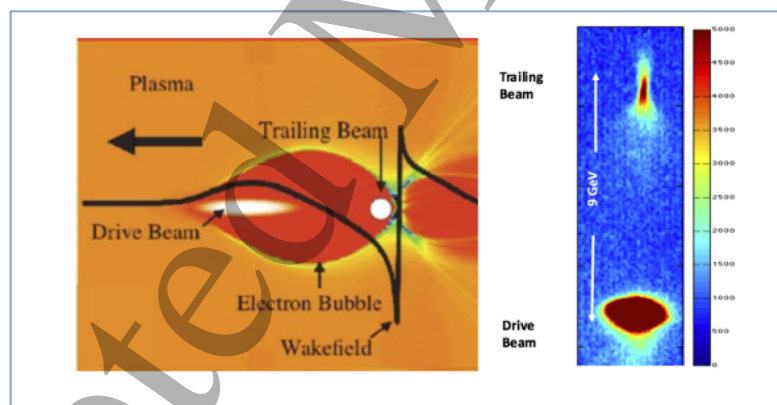 Plasma
Trailing Beam
Drive Beam
Electron Bubble
Wakefield
Trailing
Beam
9 GeV
Drive
Beam
5000
4500
4000
3500
3000
2500
2000
1500
1000
500
0